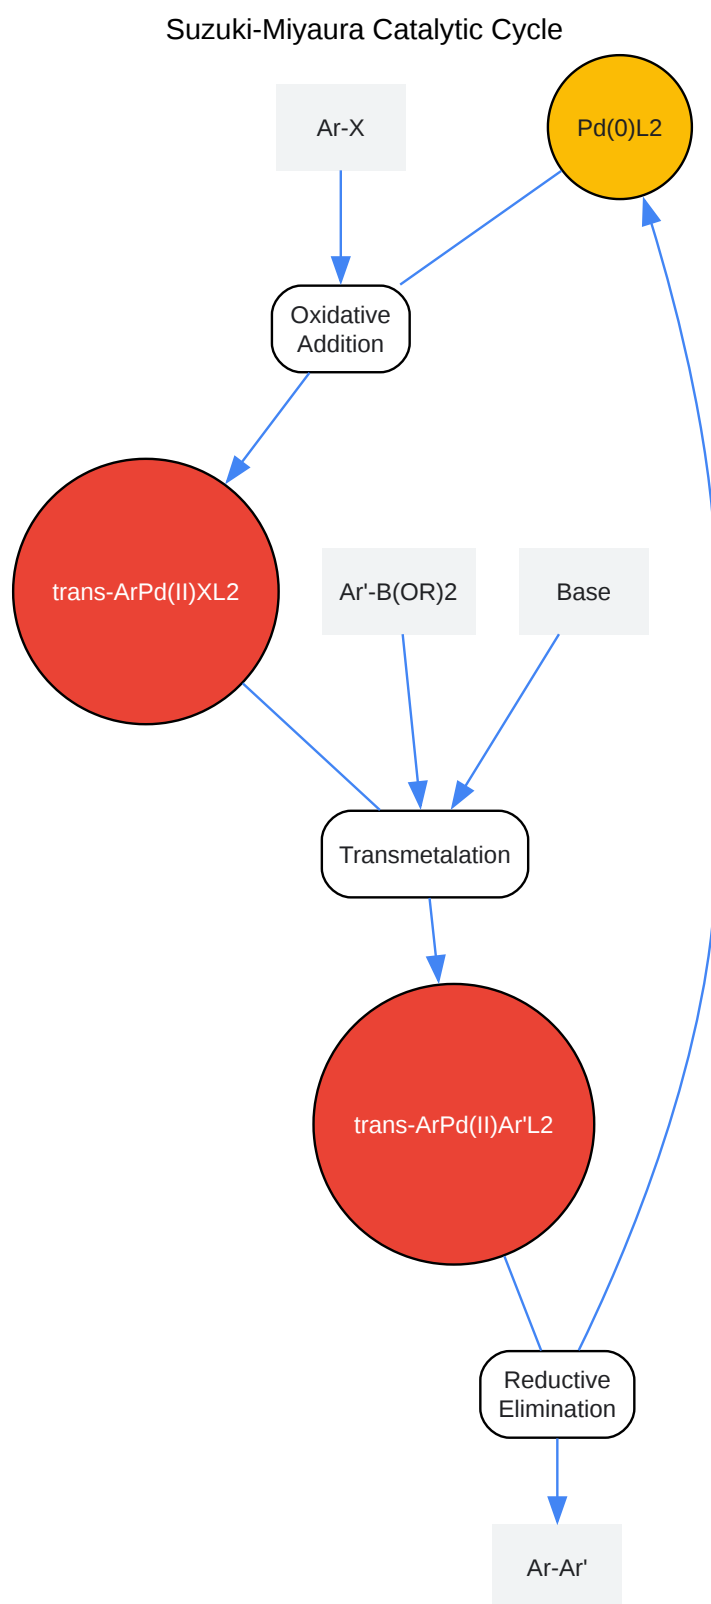 Suzuki-Miyaura Catalytic Cycle
Ar-X
Pd(0)L2
Oxidative
Addition
trans-ArPd(II)XL2
Ar'-B(OR)2
Base
Transmetalation
trans-ArPd(II)Ar'L2
Reductive
Elimination
Ar-Ar'